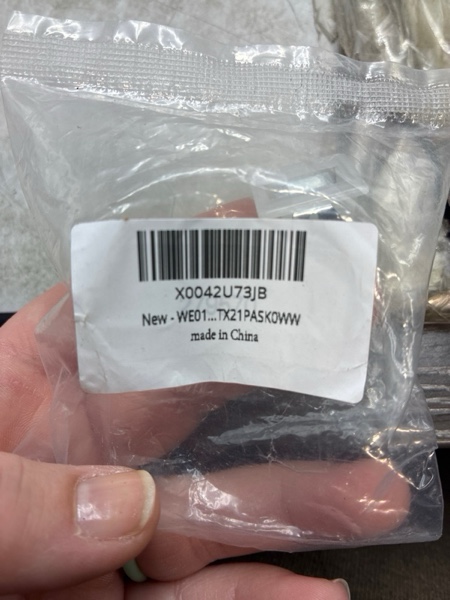 X0042U73JB
New - WE01...TX21PASK0WW
made in China